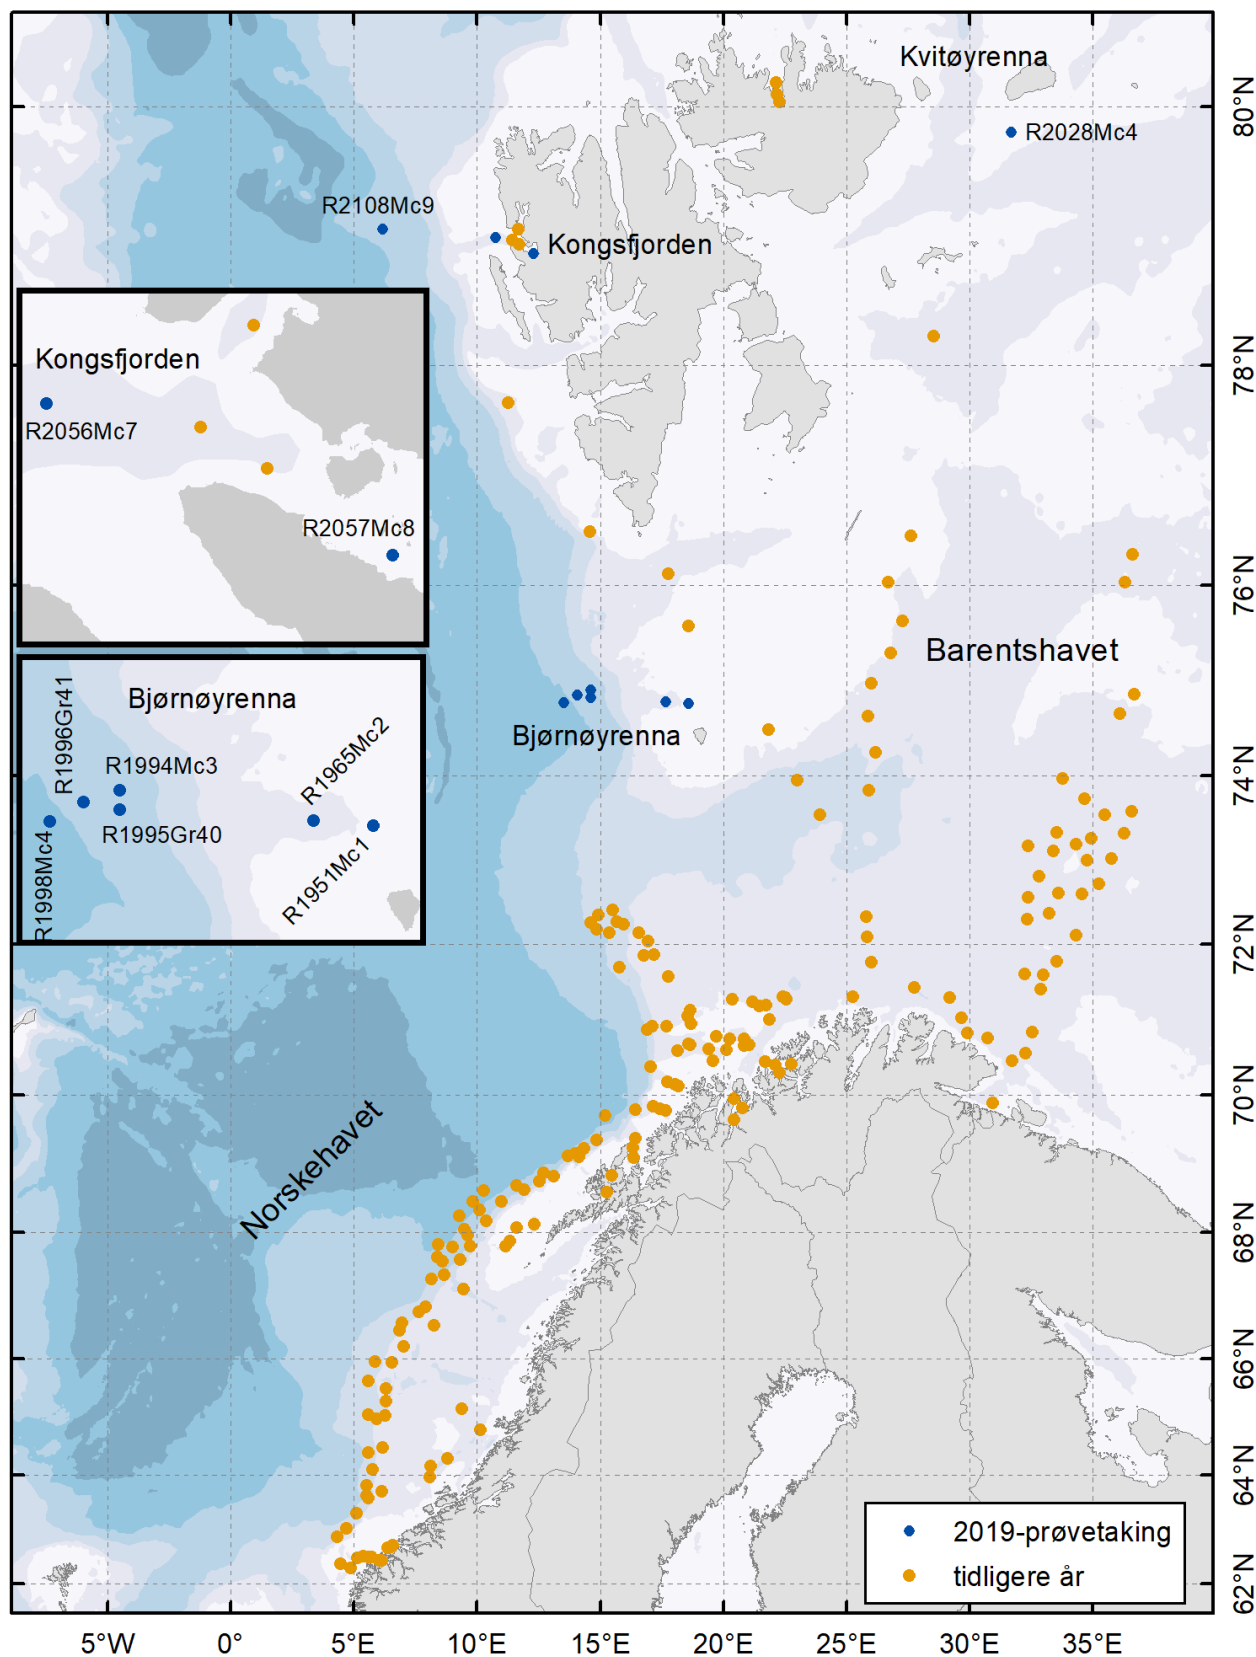 Kvitøyrenna
R2028Mc4
R2108Mc9
Kongsfjorden
Kongsfjorden
R2056Mc7
R2057Mc8
Barentshavet
Bjørnøyrenna
Bjørnøyrenna
R1996Gr41
R1994Mc3
R1965Mc2
R1995Gr40
R1998Mc4
R1951Mc1
Norskehavet
2019-prøvetaking
tidligere år
80°N
78°N
76°N
74°N
72°N
70°N
68°N
66°N
64°N
62°N
5°W
0°
5°E
10°E
15°E
20°E
25°E
30°E
35°E